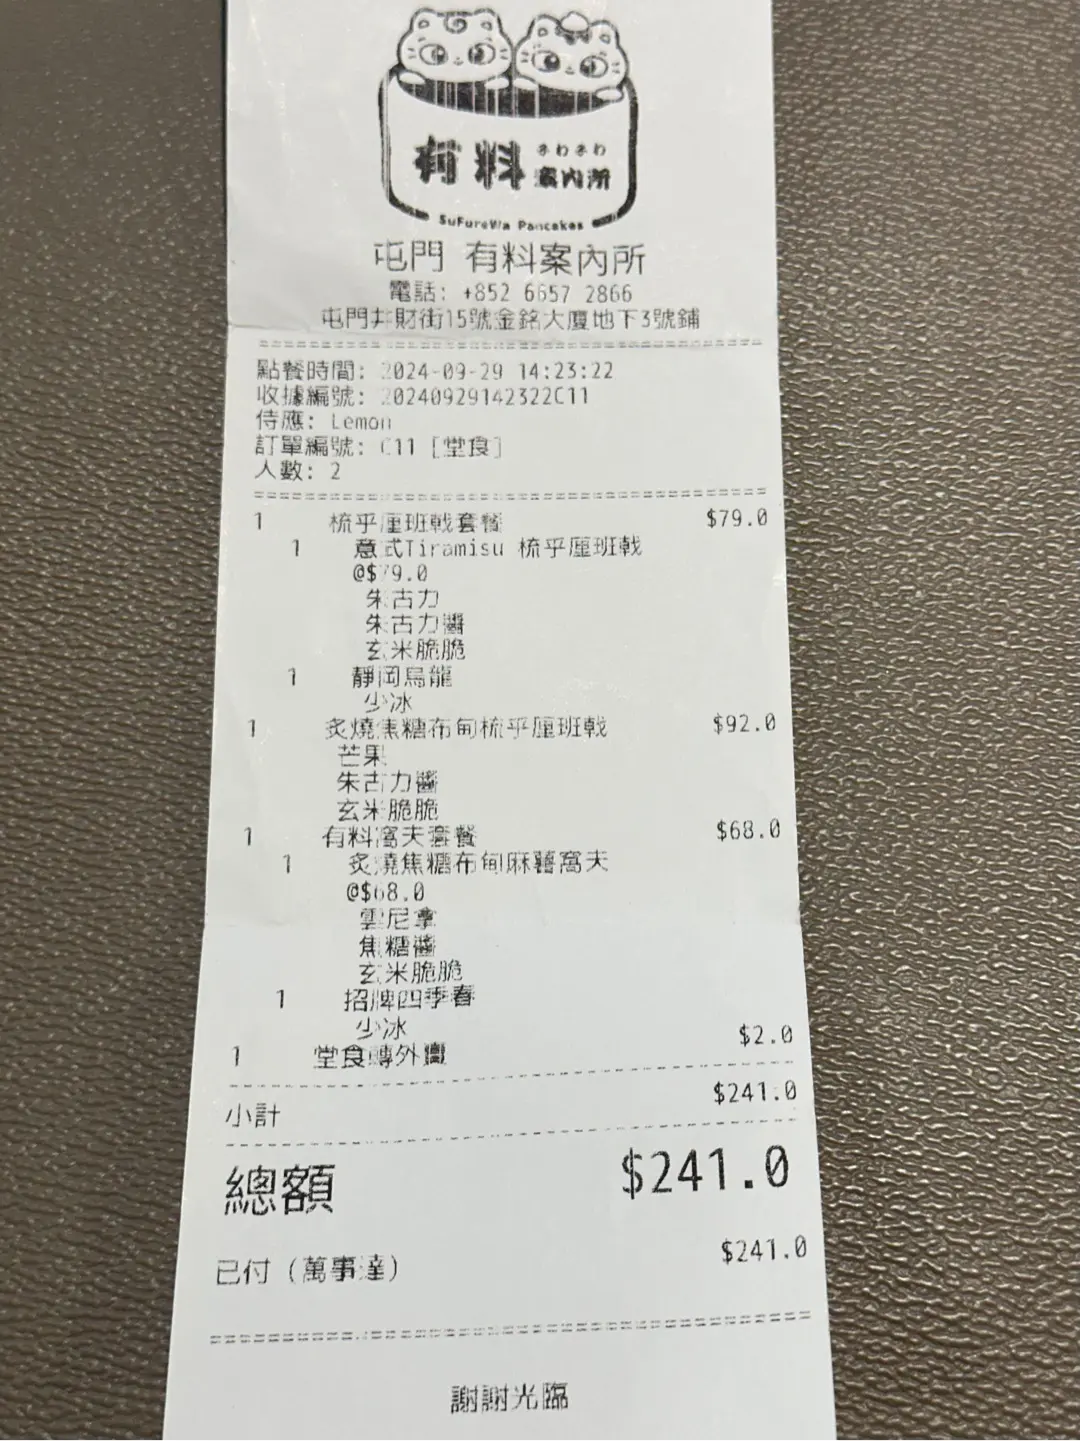 有料 ふわふわ
案內所
SuFuroWa Pancakes
屯門 有料案內所
電話: +852 6657 2866
屯門井財街15號金銘大廈地下3號鋪
點餐時間: 2024-09-29 14:23:22
收據編號: 20240929142322C11
侍應: Lemon
訂單編號: C11 [堂食]
人數: 2
1 梳乎厘班戟套餐 $79.0
1 意式Tiramisu 梳乎厘班戟
@$79.0
朱古力
朱古力醬
玄米脆脆
1 靜岡烏龍
少冰
1 炙燒焦糖布甸梳乎厘班戟 $92.0
芒果
朱古力醬
玄米脆脆
1 有料窩夫套餐 $68.0
1 炙燒焦糖布甸麻薯窩夫
@$68.0
雲尼拿
焦糖醬
玄米脆脆
1 招牌四季春
少冰
1 堂食轉外賣 $2.0
小計 $241.0
總額 $241.0
已付 (萬事達) $241.0
謝謝光臨